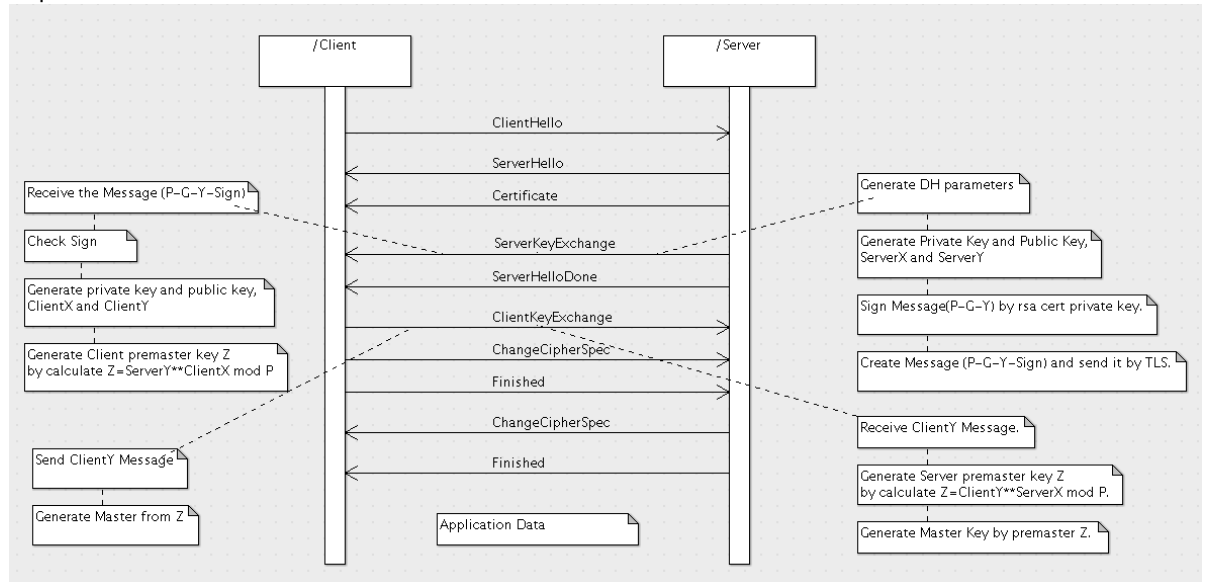 /Client
/Server
ClientHello
ServerHello
Certificate
ServerKeyExchange
ServerHelloDone
ClientKeyExchange
ChangeCipherSpec
Finished
ChangeCipherSpec
Finished
Application Data
Receive the Message (P-G-Y-Sign)
Check Sign
Generate private key and public key,
ClientX and ClientY
Generate Client premaster key Z
by calculate Z=ServerY**ClientX mod P
Send ClientY Message
Generate Master from Z
Generate DH parameters
Generate Private Key and Public Key,
ServerX and ServerY
Sign Message(P-G-Y) by rsa cert private key.
Create Message (P-G-Y-Sign) and send it by TLS.
Receive ClientY Message.
Generate Server premaster key Z
by calculate Z=ClientY**ServerX mod P.
Generate Master Key by premaster Z.